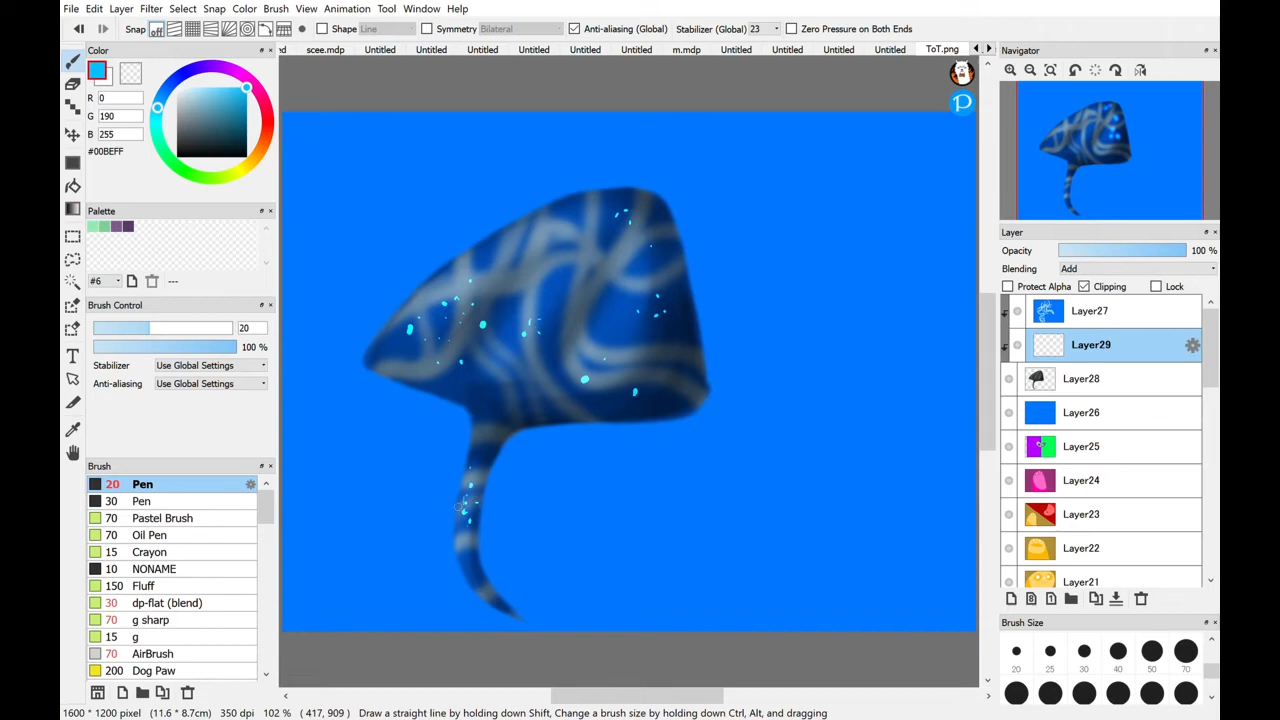 File Edit Layer Filter Select Snap Color Brush View Animation Tool Window Help
Snap off Shape Line Symmetry Bilateral Anti-aliasing (Global) Stabilizer (Global) 23 Zero Pressure on Both Ends
Color
scee.mdp Untitled Untitled Untitled Untitled Untitled m.mdp Untitled Untitled Untitled Untitled ToT.png
Navigator
R 0
G 190
B 255
#00BEFF
P
Palette
#6 ---
Brush Control
20
100 %
Stabilizer Use Global Settings
Anti-aliasing Use Global Settings
Brush
20 Pen
30 Pen
70 Pastel Brush
70 Oil Pen
15 Crayon
10 NONAME
150 Fluff
30 dp-flat (blend)
70 g sharp
15 g
70 AirBrush
200 Dog Paw
Layer
Opacity 100 %
Blending Add
Protect Alpha Clipping Lock
Layer27
Layer29
Layer28
Layer26
Layer25
Layer24
Layer23
Layer22
Layer21
Brush Size
20 25 30 40 50 70
1600 * 1200 pixel (11.6 * 8.7cm) 350 dpi 102 % ( 417, 909 ) Draw a straight line by holding down Shift, Change a brush size by holding down Ctrl, Alt, and dragging